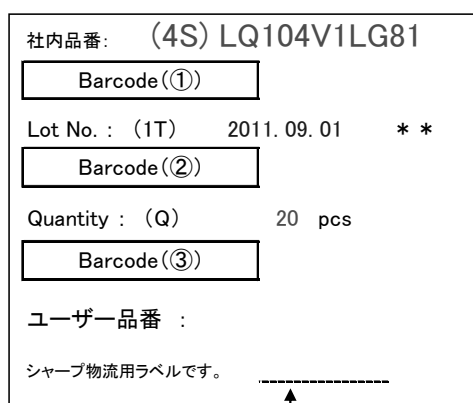 社内品番: (4S) LQ104V1LG81
Barcode(①)
Lot No. : (1T) 2011. 09. 01 * *
Barcode(②)
Quantity : (Q) 20 pcs
Barcode(③)
ユーザー品番 :
シャープ物流用ラベルです。